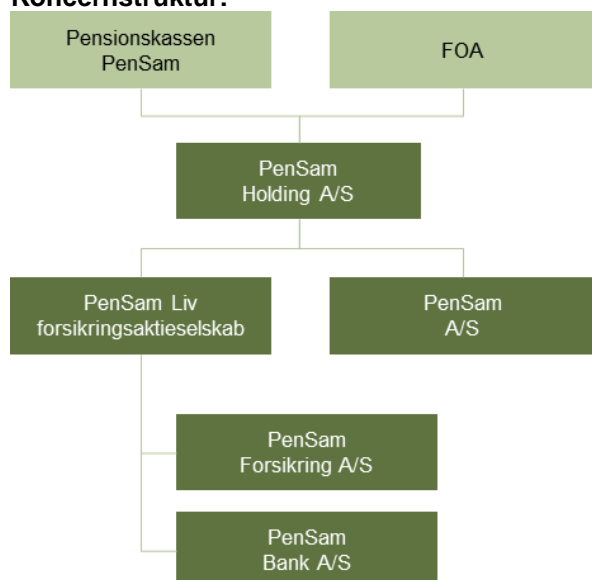 Koncernstruktur:
Pensionskassen
PenSam
FOA
PenSam
Holding A/S
PenSam Liv
forsikringsaktieselskab
PenSam
A/S
PenSam
Forsikring A/S
PenSam
Bank A/S